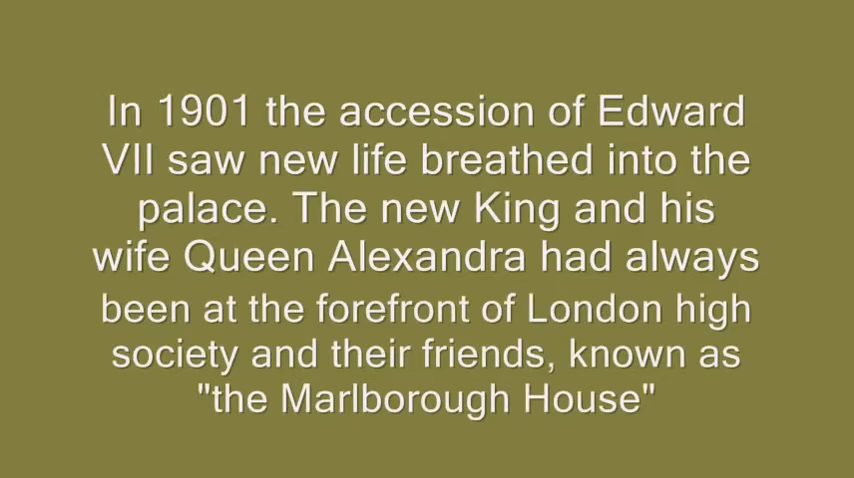 In 1901 the accession of Edward
VII saw new life breathed into the
palace. The new King and his
wife Queen Alexandra had always
been at the forefront of London high
society and their friends, known as
"the Marlborough House"